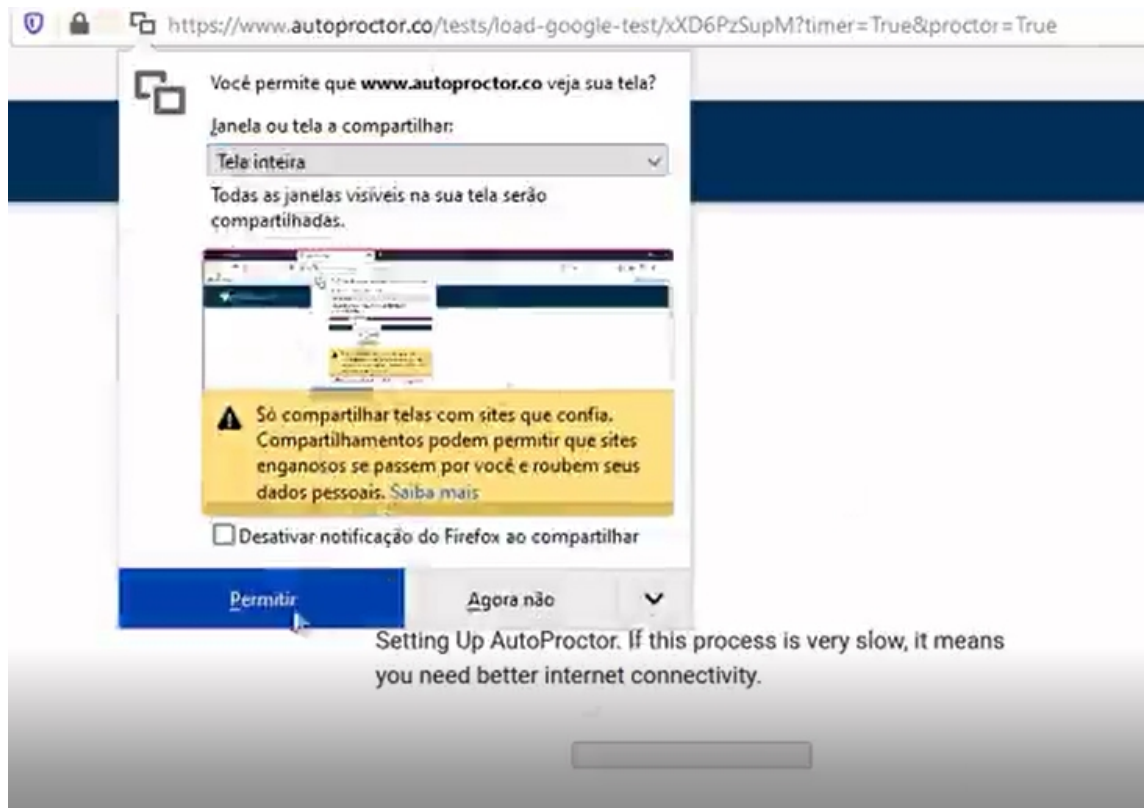 https://www.autoproctor.co/tests/load-google-test/xXD6PzSupM?timer=True&proctor=True
Você permite que www.autoproctor.co veja sua tela?
Janela ou tela a compartilhar:
Tela inteira
Todas as janelas visíveis na sua tela serão
compartilhadas.
Só compartilhar telas com sites que confia.
Compartilhamentos podem permitir que sites
enganosos se passem por você e roubem seus
dados pessoais. Saiba mais
Desativar notificação do Firefox ao compartilhar
Permitir
Agora não
Setting Up AutoProctor. If this process is very slow, it means
you need better internet connectivity.